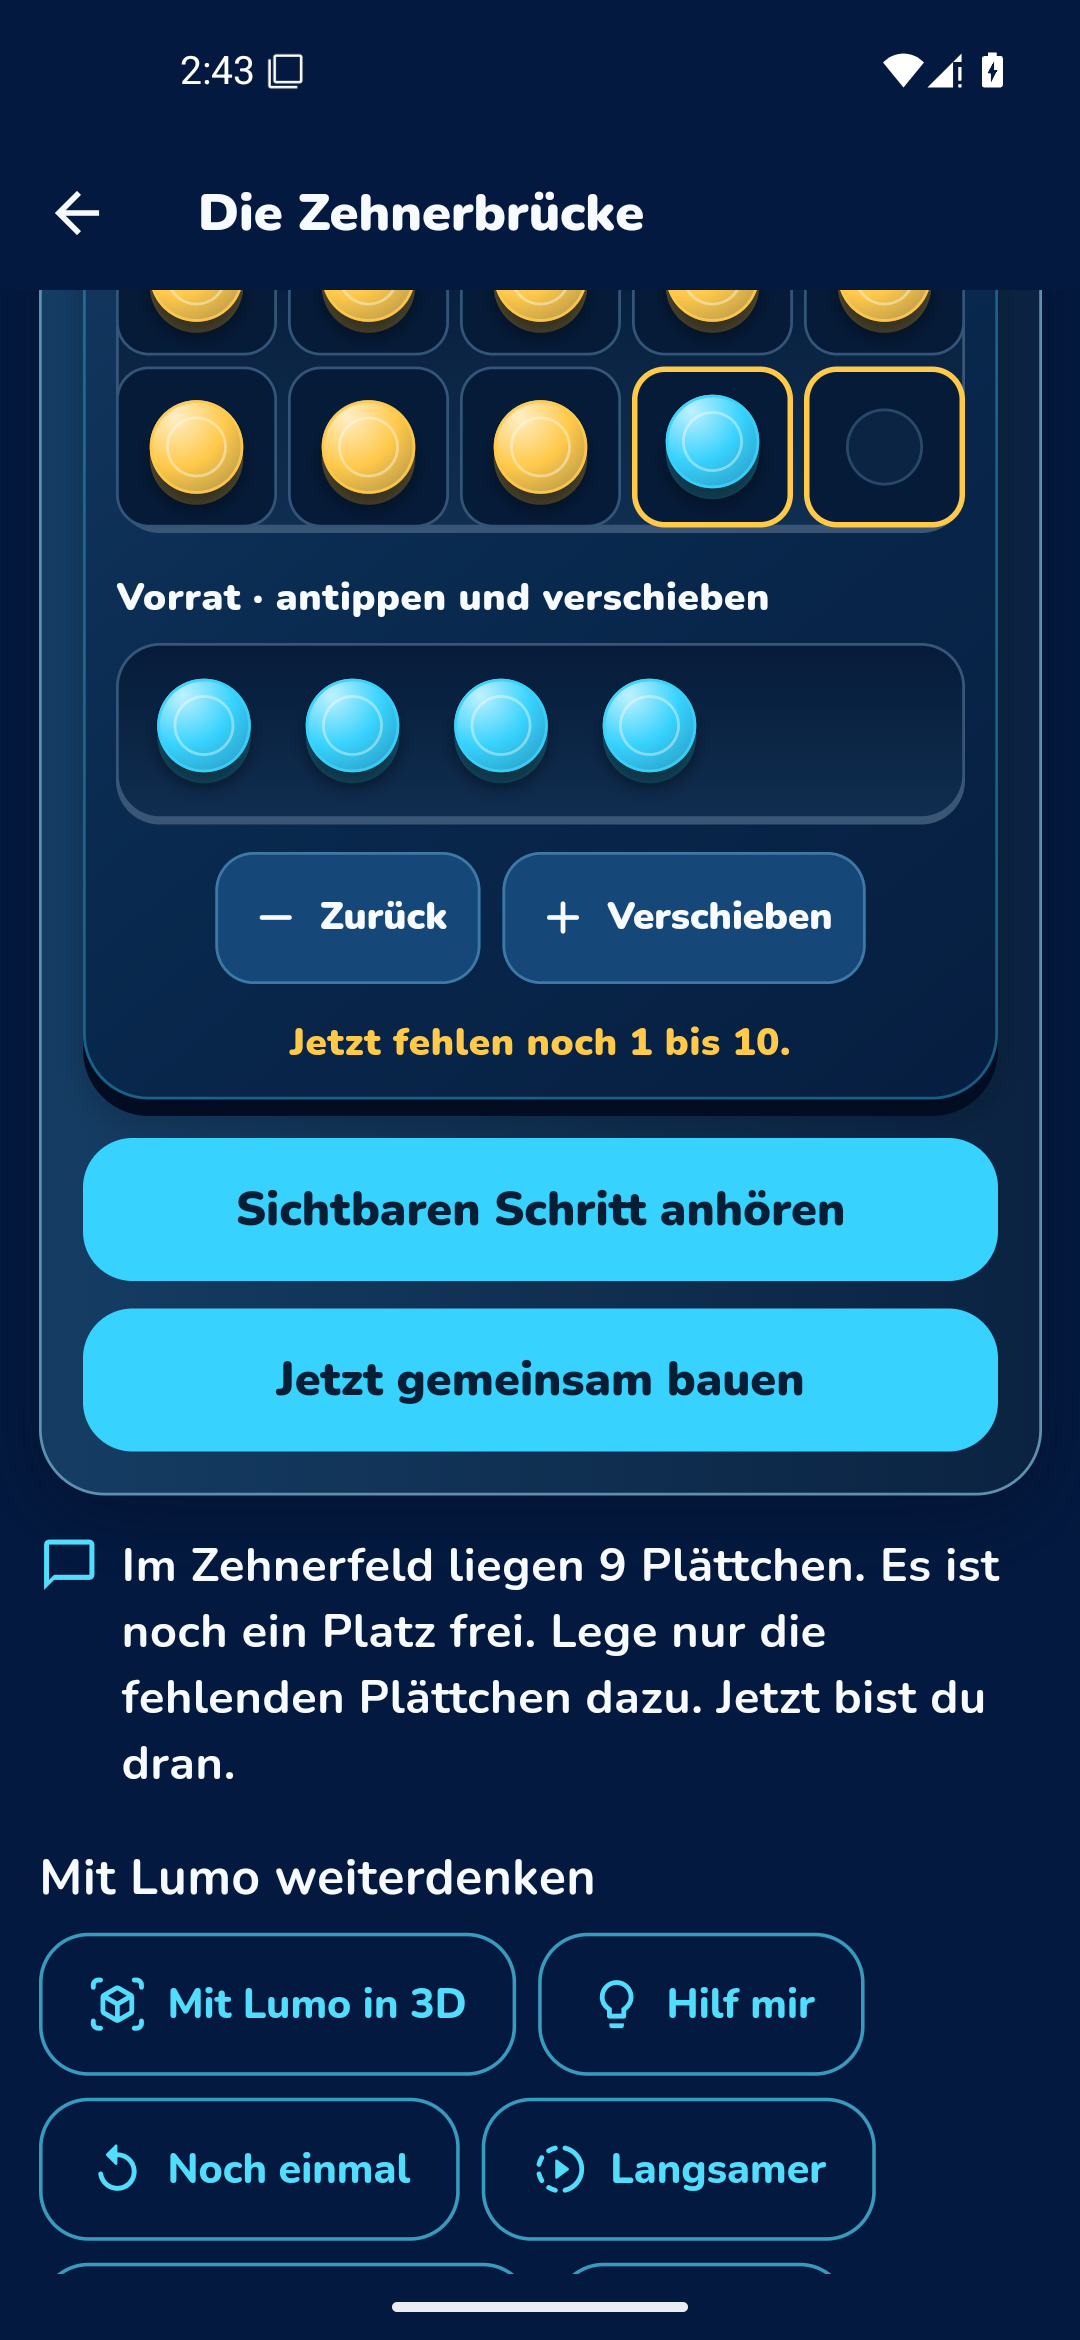 2:43
Die Zehnerbrücke
Vorrat · antippen und verschieben
Zurück
Verschieben
Jetzt fehlen noch 1 bis 10.
Sichtbaren Schritt anhören
Jetzt gemeinsam bauen
Im Zehnerfeld liegen 9 Plättchen. Es ist
noch ein Platz frei. Lege nur die
fehlenden Plättchen dazu. Jetzt bist du
dran.
Mit Lumo weiterdenken
Mit Lumo in 3D
Hilf mir
Noch einmal
Langsamer